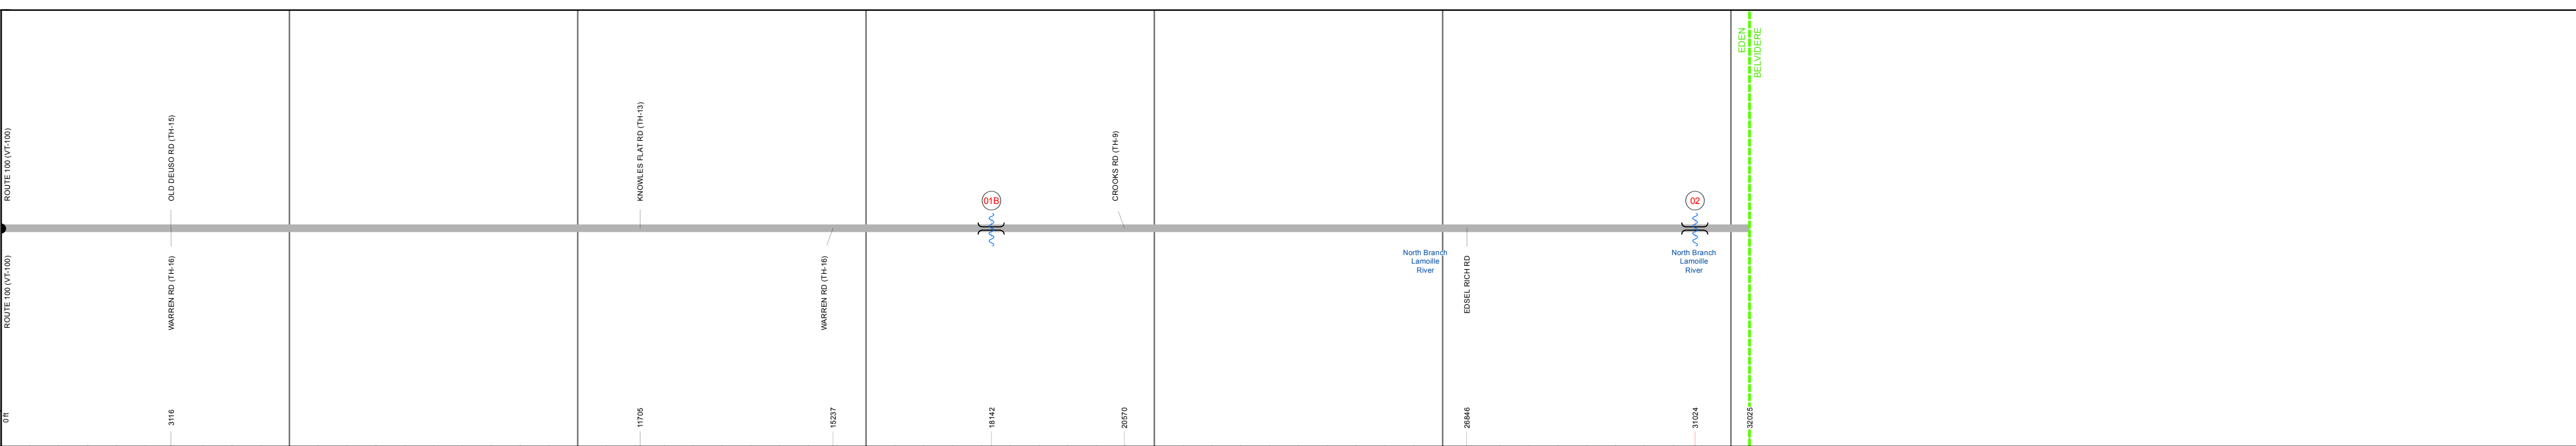 EDEN
BELVIDERE
ROUTE 100 (VT-100)
OLD DEUSO RD (TH-15)
KNOWLES FLAT RD (TH-13)
CROOKS RD (TH-9)
01B
02
ROUTE 100 (VT-100)
WARREN RD (TH-16)
WARREN RD (TH-16)
North Branch
Lamoille
River
EDSEL RICH RD
North Branch
Lamoille
River
0 ft
3116
11705
15237
18142
20570
26846
31024
32025